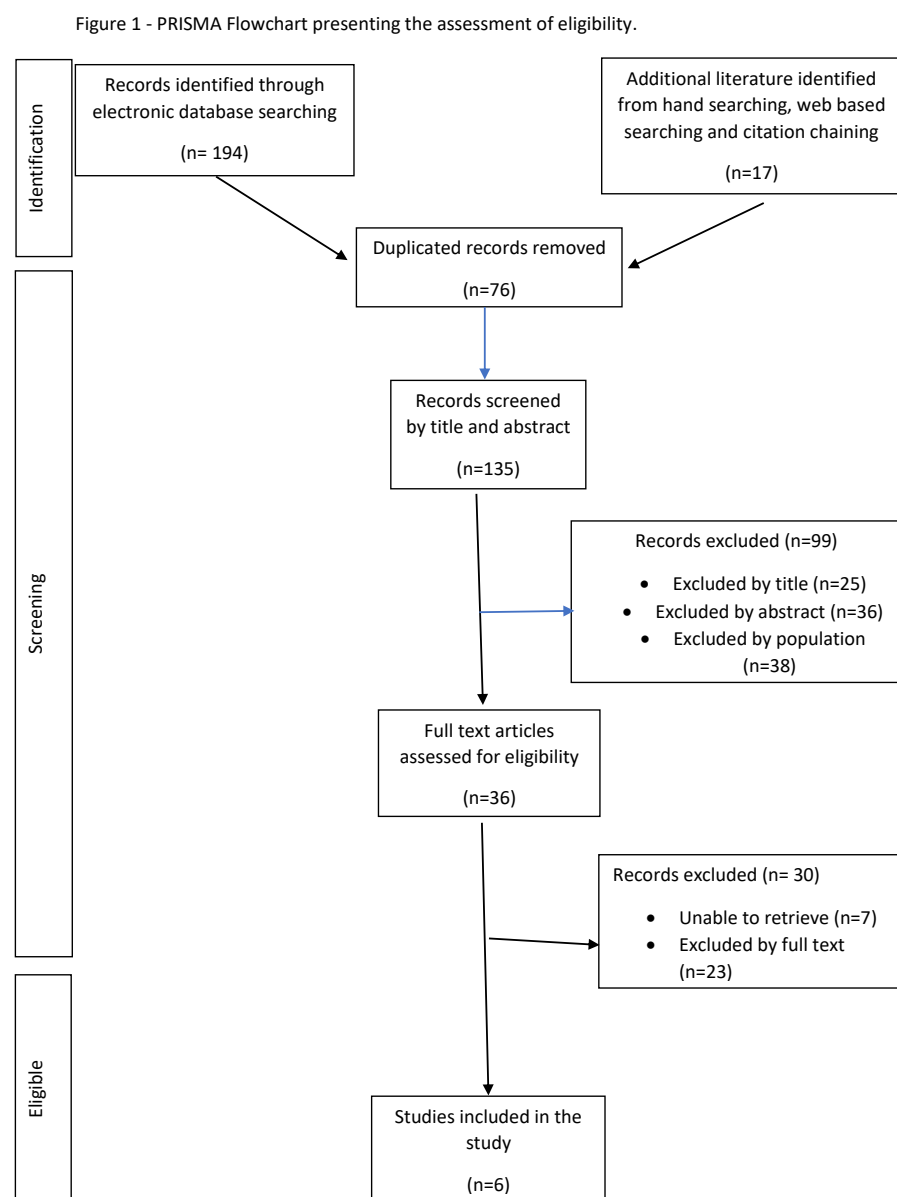 Figure 1 - PRISMA Flowchart presenting the assessment of eligibility.
Identification
Records identified through
electronic database searching
(n= 194)
Additional literature identified
from hand searching, web based
searching and citation chaining
(n=17)
Duplicated records removed
(n=76)
Screening
Records screened
by title and abstract
(n=135)
Records excluded (n=99)
• Excluded by title (n=25)
• Excluded by abstract (n=36)
• Excluded by population
(n=38)
Full text articles
assessed for eligibility
(n=36)
Records excluded (n= 30)
• Unable to retrieve (n=7)
• Excluded by full text
(n=23)
Eligible
Studies included in the
study
(n=6)